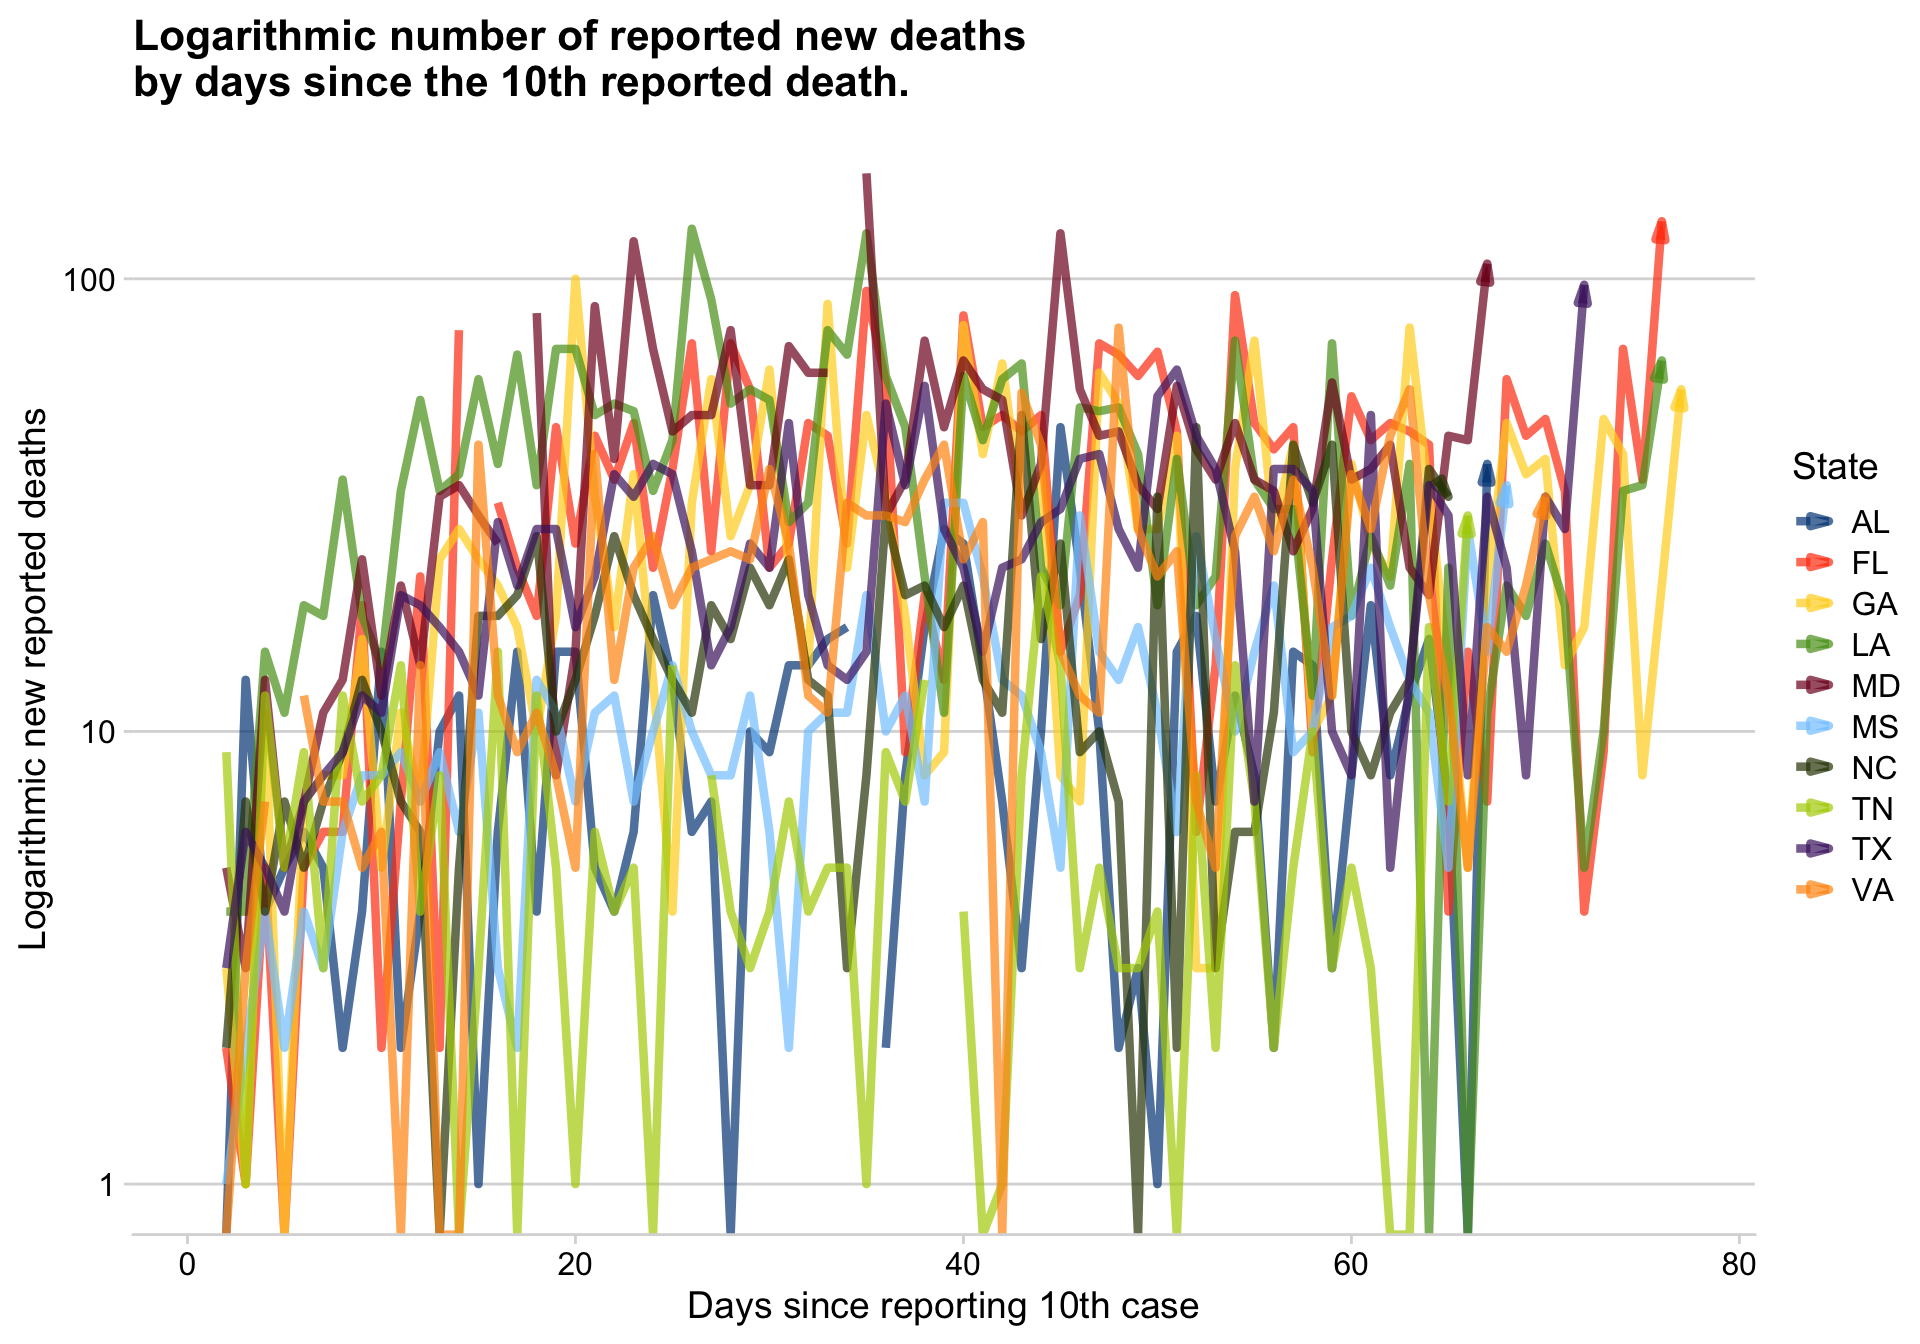 Logarithmic number of reported new deaths
by days since the 10th reported death.
Logarithmic new reported deaths
100
10
1
0
20
40
60
80
Days since reporting 10th case
State
AL
FL
GA
LA
MD
MS
NC
TN
TX
VA